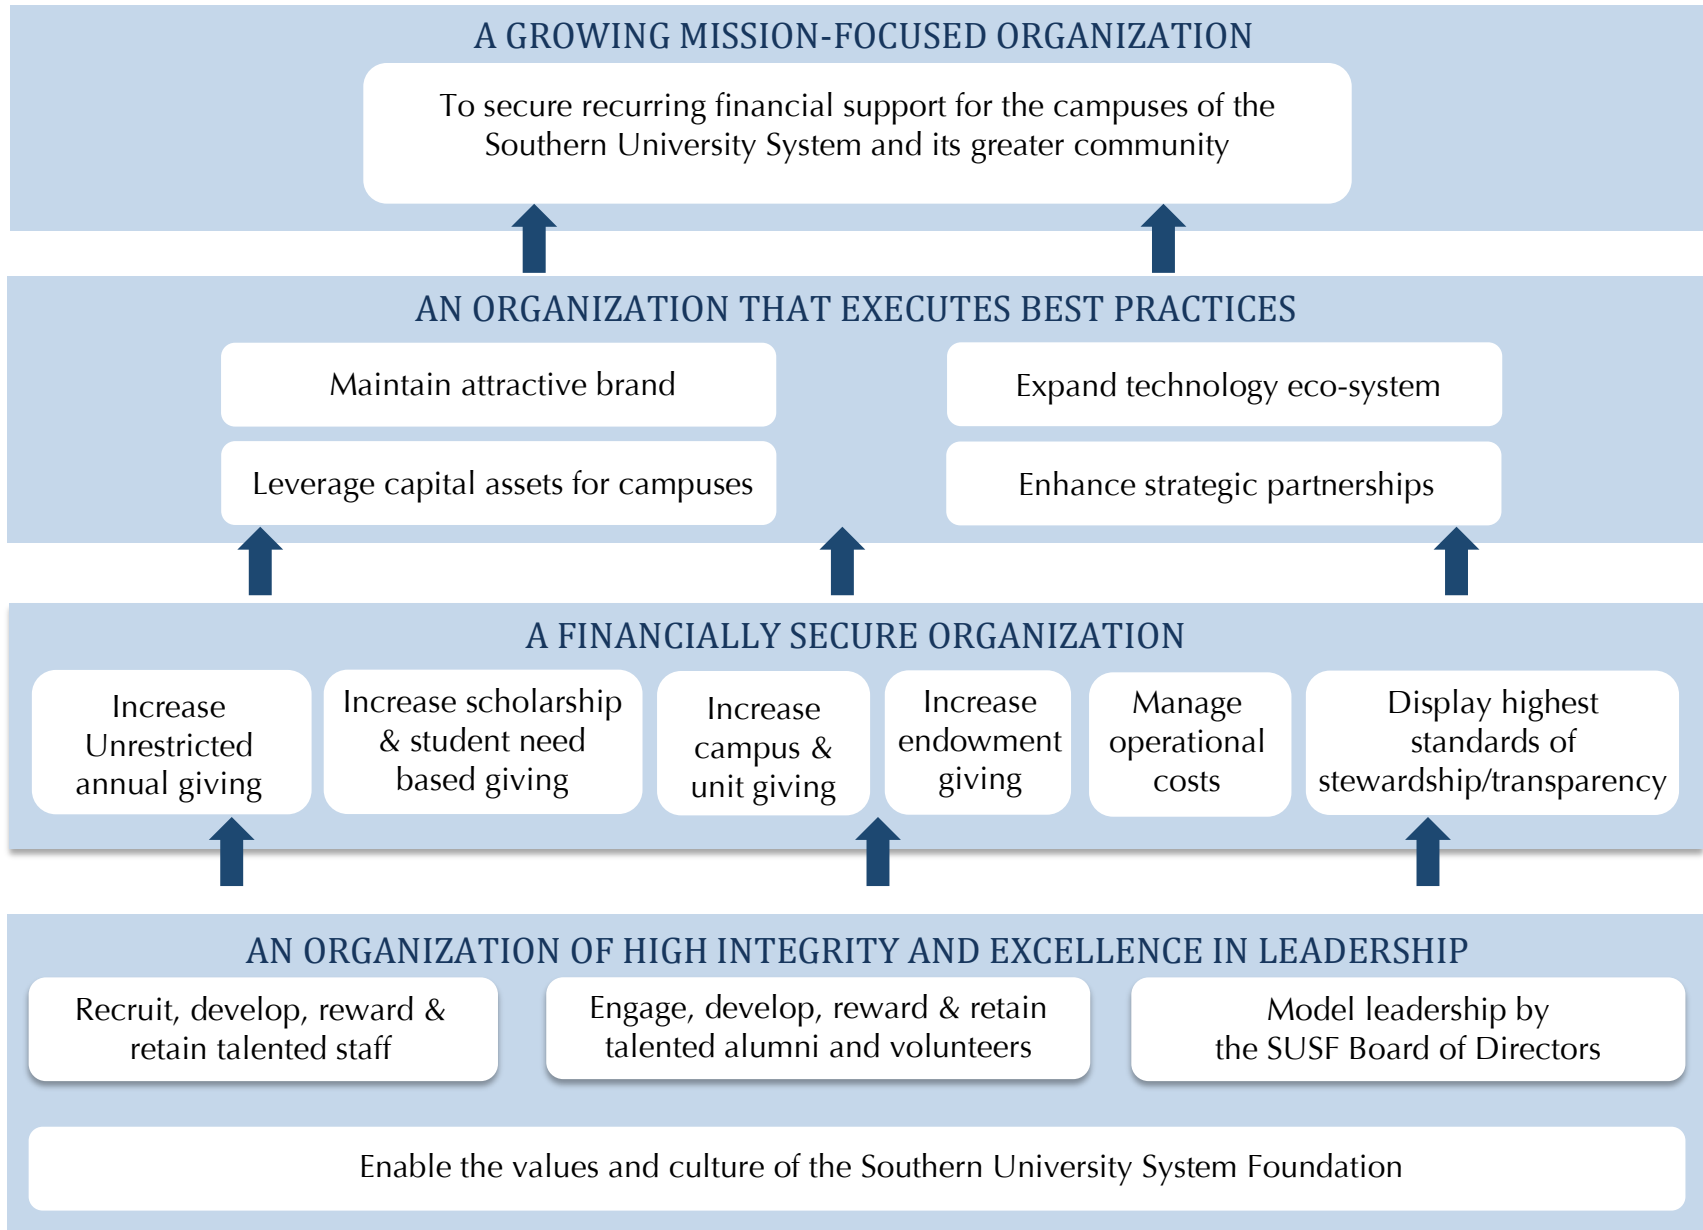 A GROWING MISSION-FOCUSED ORGANIZATION
To secure recurring financial support for the campuses of the
Southern University System and its greater community
AN ORGANIZATION THAT EXECUTES BEST PRACTICES
Maintain attractive brand
Expand technology eco-system
Leverage capital assets for campuses
Enhance strategic partnerships
A FINANCIALLY SECURE ORGANIZATION
Increase
Unrestricted
annual giving
Increase scholarship
& student need
based giving
Increase
campus &
unit giving
Increase
endowment
giving
Manage
operational
costs
Display highest
standards of
stewardship/transparency
AN ORGANIZATION OF HIGH INTEGRITY AND EXCELLENCE IN LEADERSHIP
Recruit, develop, reward &
retain talented staff
Engage, develop, reward & retain
talented alumni and volunteers
Model leadership by
the SUSF Board of Directors
Enable the values and culture of the Southern University System Foundation